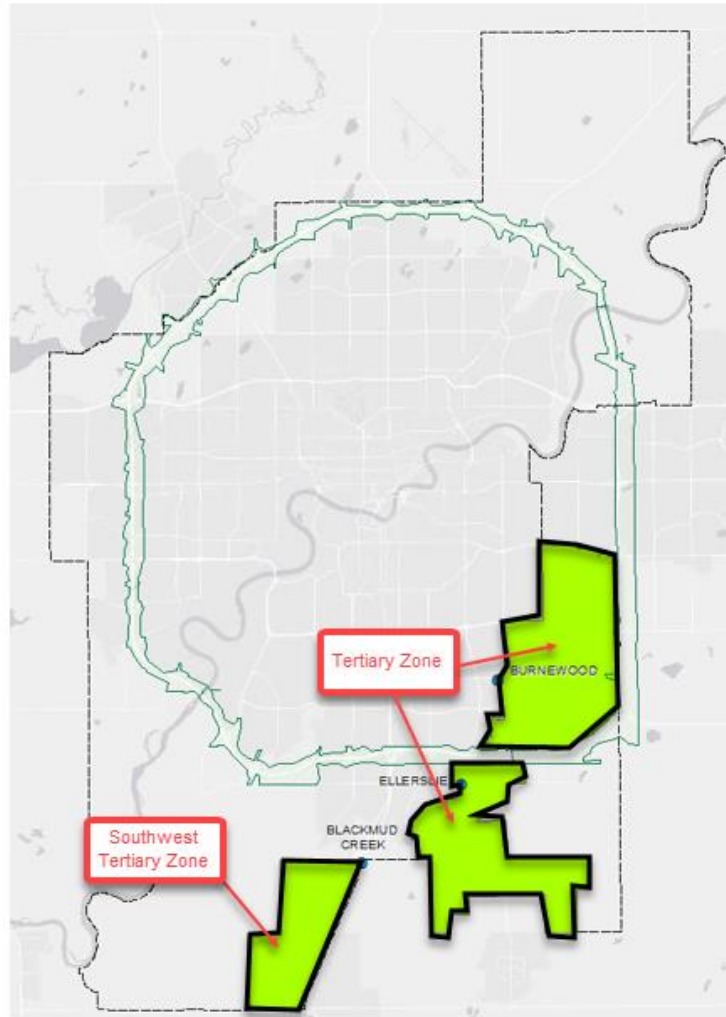 Tertiary Zone
BURNEWOOD
ELLERSLIE
BLACKMUD
CREEK
Southwest
Tertiary Zone